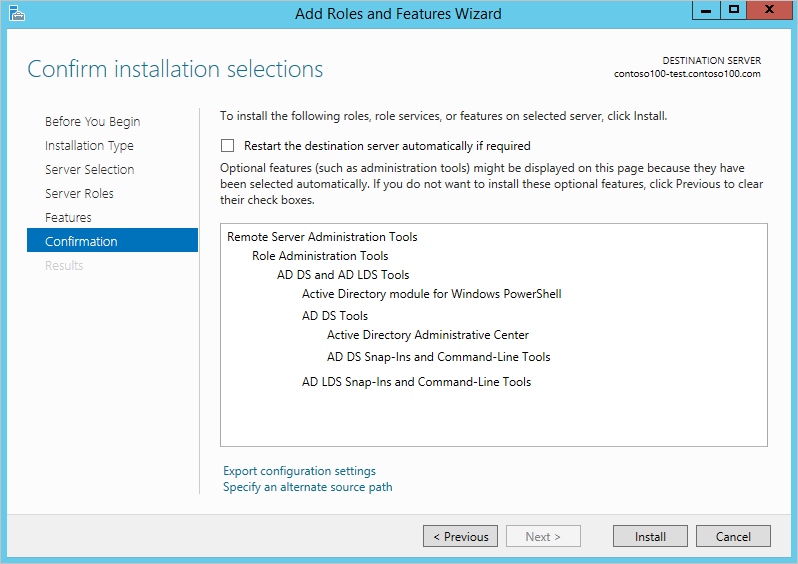 Add Roles and Features Wizard
Confirm installation selections
DESTINATION SERVER
contoso100-test.contoso100.com
Before You Begin
Installation Type
Server Selection
Server Roles
Features
Confirmation
Results
To install the following roles, role services, or features on selected server, click Install.
Restart the destination server automatically if required
Optional features (such as administration tools) might be displayed on this page because they have
been selected automatically. If you do not want to install these optional features, click Previous to clear
their check boxes.
Remote Server Administration Tools
Role Administration Tools
AD DS and AD LDS Tools
Active Directory module for Windows PowerShell
AD DS Tools
Active Directory Administrative Center
AD DS Snap-Ins and Command-Line Tools
AD LDS Snap-Ins and Command-Line Tools
Export configuration settings
Specify an alternate source path
< Previous
Next >
Install
Cancel